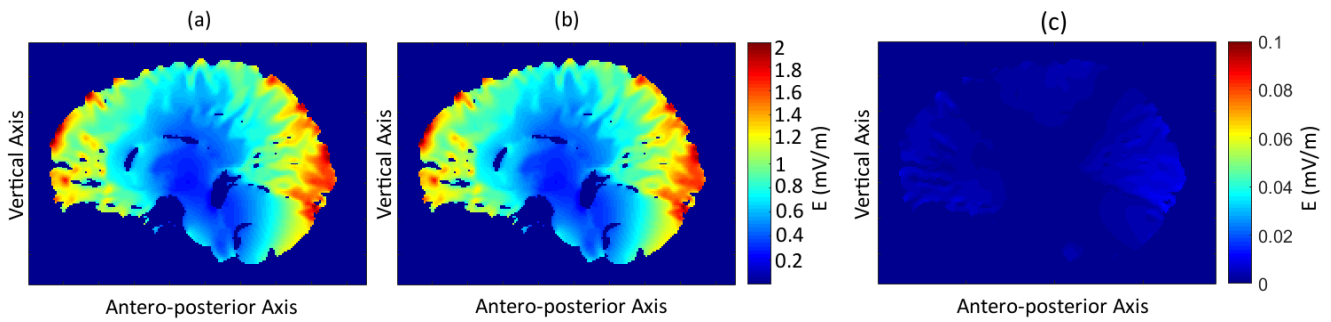 (a)
(b)
(c)
Vertical Axis
Antero-posterior Axis
Vertical Axis
Antero-posterior Axis
2
1.8
1.6
1.4
1.2
1
0.8
0.6
0.4
0.2
E (mV/m)
Vertical Axis
Antero-posterior Axis
0.1
0.08
0.06
0.04
0.02
0
E (mV/m)